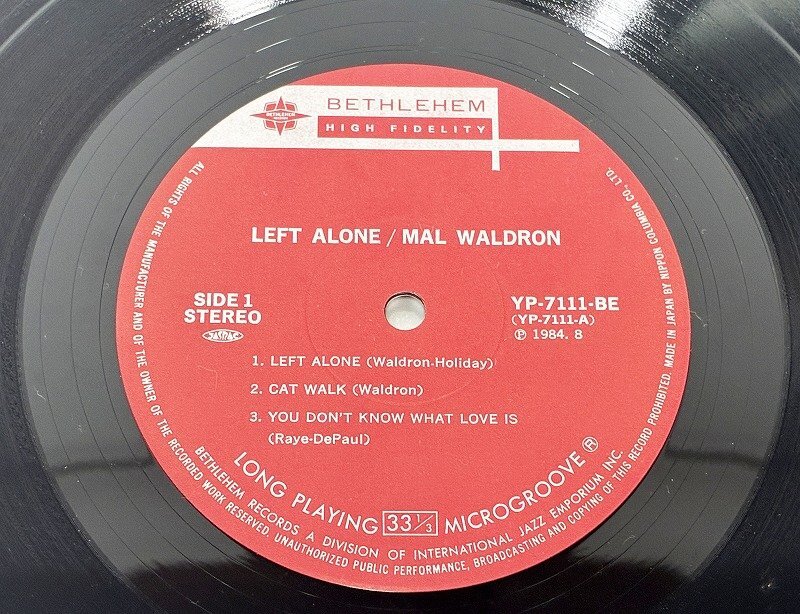 BETHLEHEM
RECORDS
BETHLEHEM
HIGH FIDELITY
LEFT ALONE / MAL WALDRON
SIDE 1
STEREO
JASRAC
YP-7111-BE
(YP-7111-A)
Ⓟ 1984. 8
1. LEFT ALONE (Waldron-Holiday)
2. CAT WALK (Waldron)
3. YOU DON'T KNOW WHAT LOVE IS
(Raye-DePaul)
LONG PLAYING 33 1/3 MICROGROOVE ®
BETHLEHEM RECORDS A DIVISION OF INTERNATIONAL JAZZ EMPORIUM INC.
ALL RIGHTS OF THE MANUFACTURER AND OF THE OWNER OF THE RECORDED WORK RESERVED. UNAUTHORIZED PUBLIC PERFORMANCE, BROADCASTING AND COPYING OF THIS RECORD PROHIBITED. MADE IN JAPAN BY NIPPON COLUMBIA CO., LTD.